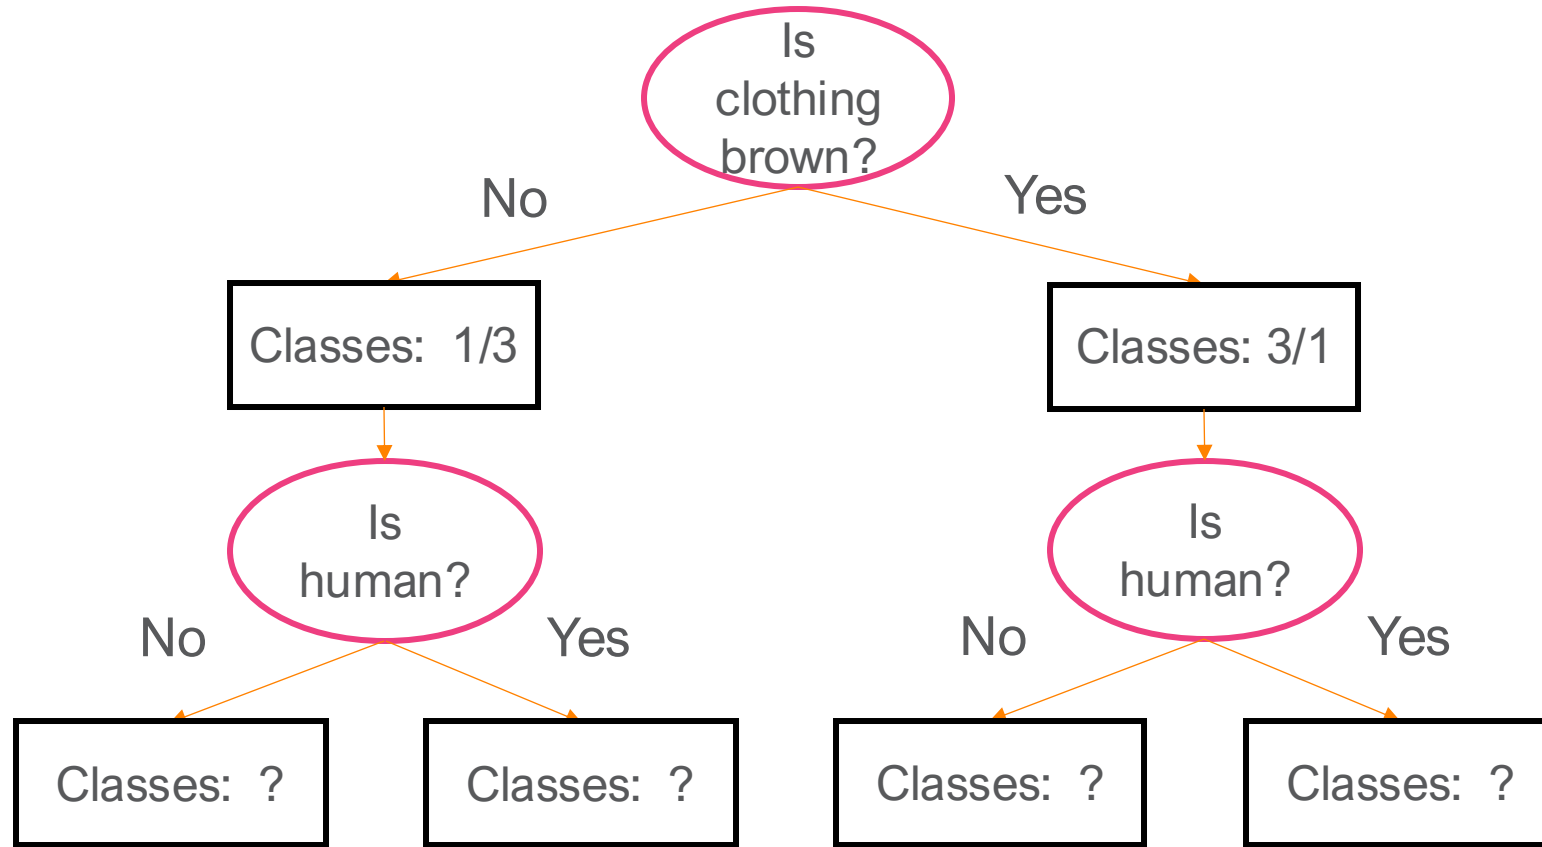 Is
clothing
brown?
No
Yes
Classes: 1/3
Classes: 3/1
Is
human?
Is
human?
No
Yes
No
Yes
Classes: ?
Classes: ?
Classes: ?
Classes: ?